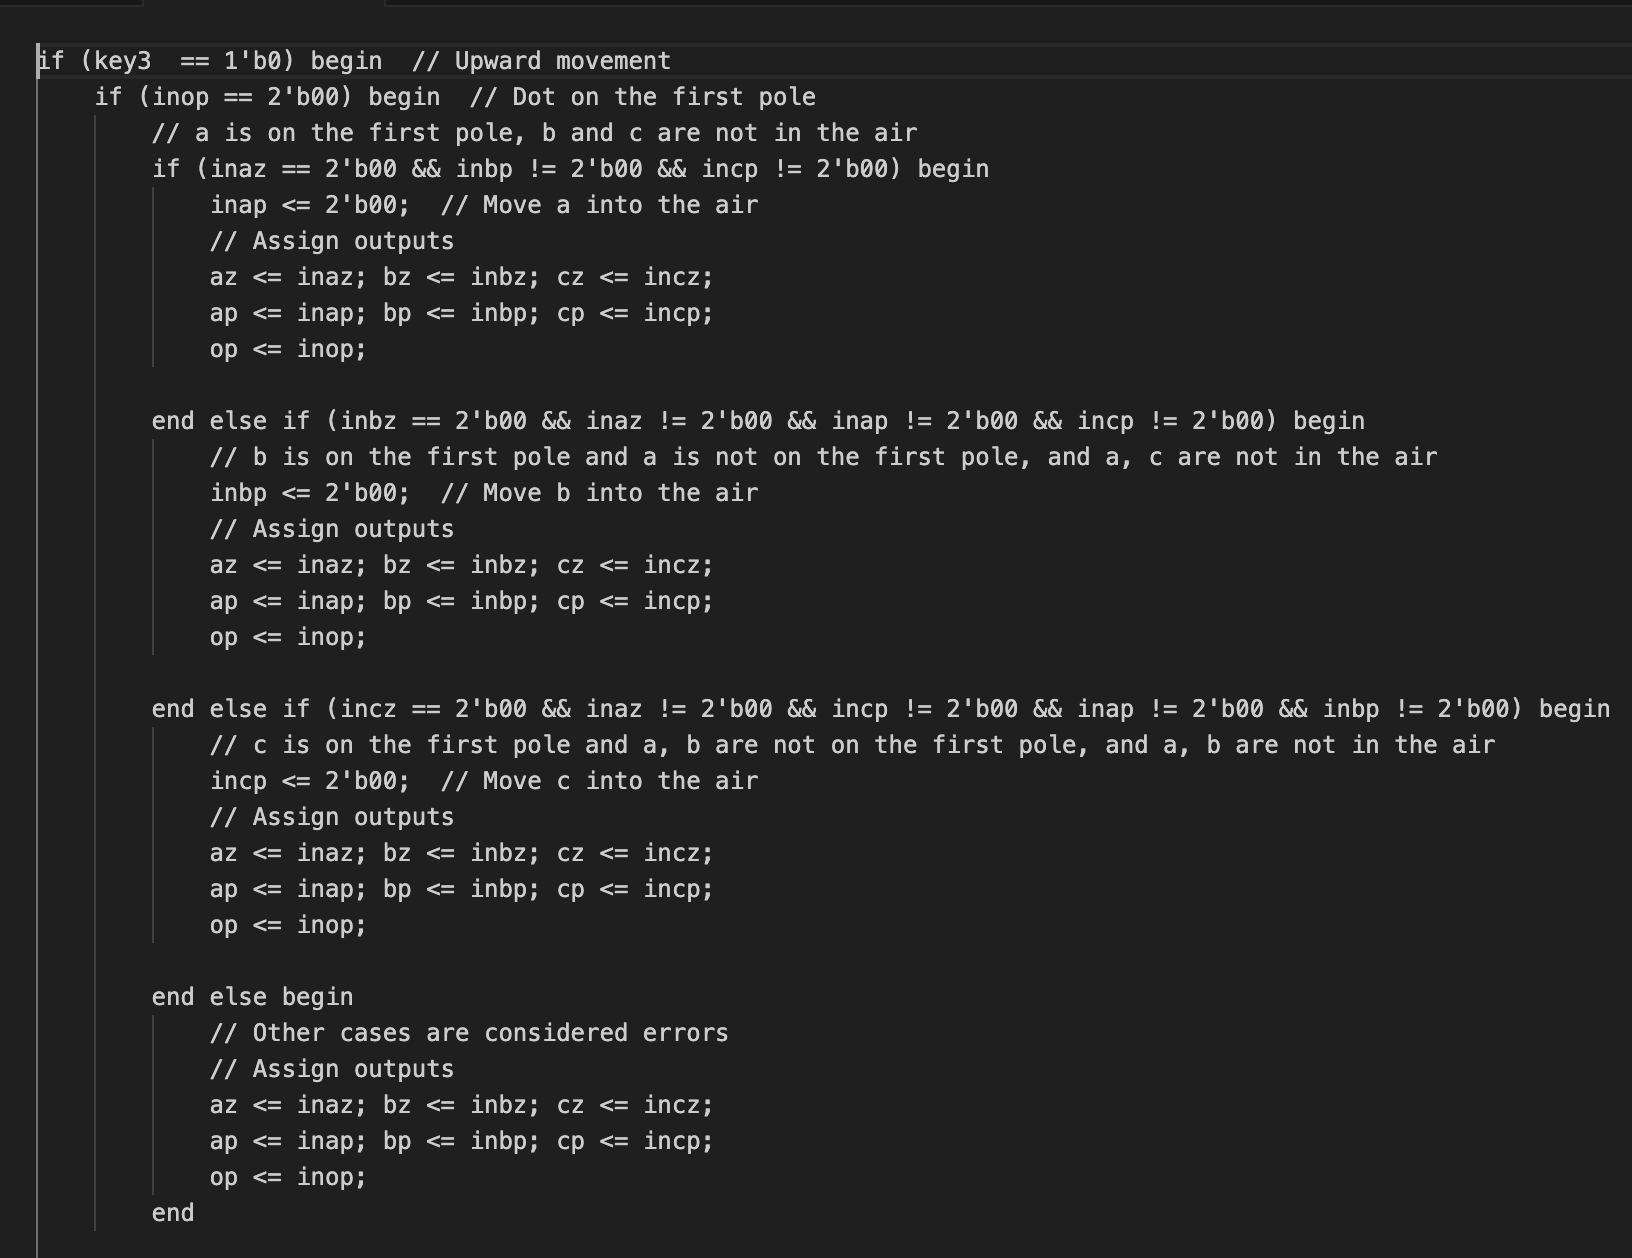 if (key3  == 1'b0) begin  // Upward movement
    if (inop == 2'b00) begin  // Dot on the first pole
        // a is on the first pole, b and c are not in the air
        if (inaz == 2'b00 && inbp != 2'b00 && incp != 2'b00) begin
            inap <= 2'b00;  // Move a into the air
            // Assign outputs
            az <= inaz; bz <= inbz; cz <= incz;
            ap <= inap; bp <= inbp; cp <= incp;
            op <= inop;

        end else if (inbz == 2'b00 && inaz != 2'b00 && inap != 2'b00 && incp != 2'b00) begin
            // b is on the first pole and a is not on the first pole, and a, c are not in the air
            inbp <= 2'b00;  // Move b into the air
            // Assign outputs
            az <= inaz; bz <= inbz; cz <= incz;
            ap <= inap; bp <= inbp; cp <= incp;
            op <= inop;

        end else if (incz == 2'b00 && inaz != 2'b00 && incp != 2'b00 && inap != 2'b00 && inbp != 2'b00) begin
            // c is on the first pole and a, b are not on the first pole, and a, b are not in the air
            incp <= 2'b00;  // Move c into the air
            // Assign outputs
            az <= inaz; bz <= inbz; cz <= incz;
            ap <= inap; bp <= inbp; cp <= incp;
            op <= inop;

        end else begin
            // Other cases are considered errors
            // Assign outputs
            az <= inaz; bz <= inbz; cz <= incz;
            ap <= inap; bp <= inbp; cp <= incp;
            op <= inop;
        end